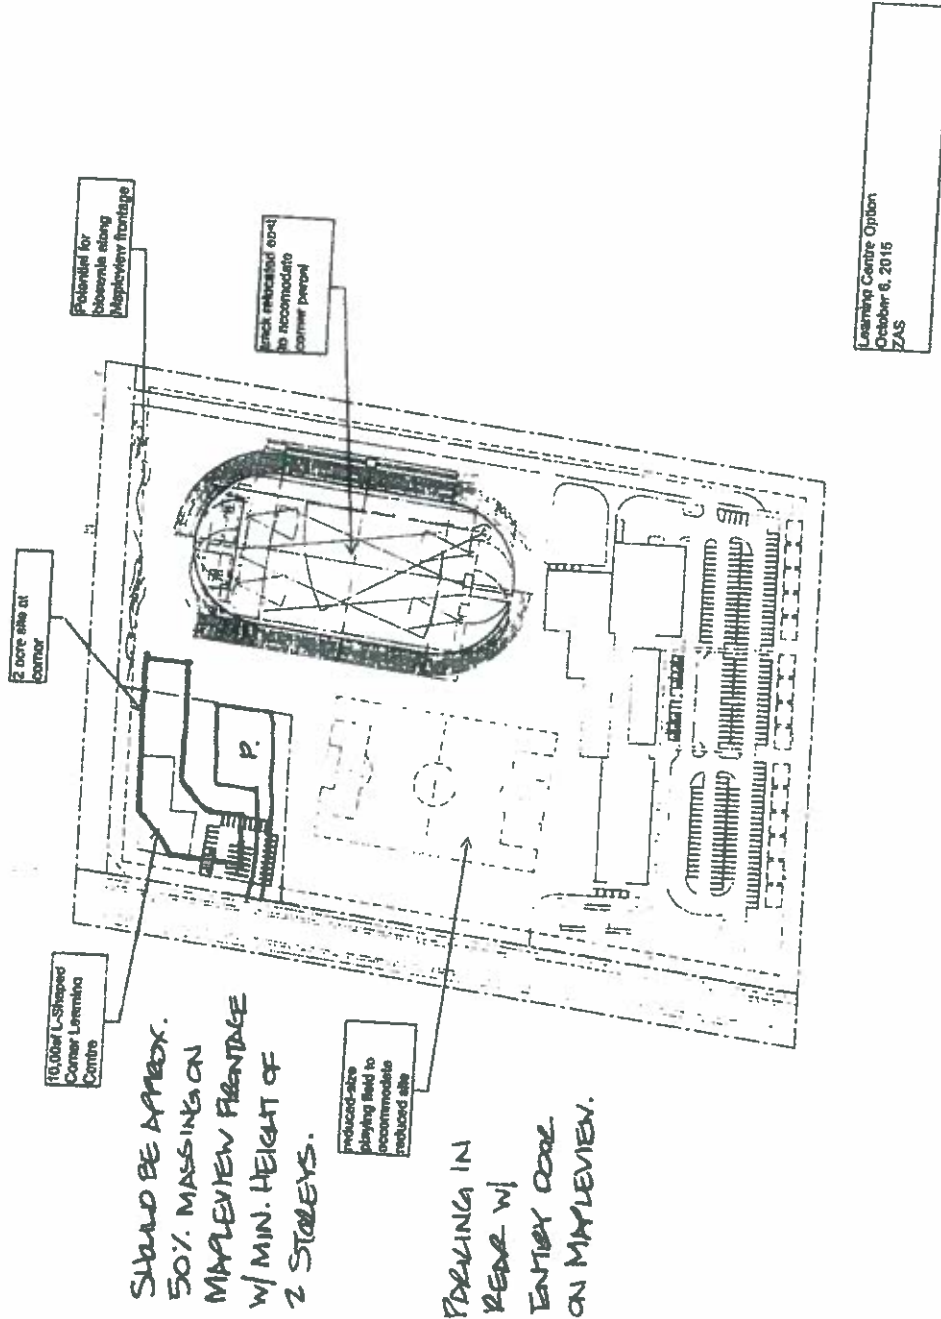 10,00sf L-Shaped
Corner Learning
Centre
2 acre site at
corner
Potential for
bioswale along
Mapleview frontage
track relocated east
to accomodate
corner parcel
reduced-size
playing field to
accommodate
reduced site
P.
SHOULD BE APPROX.
50% MASSING ON
MAPLEVIEW FRONTAGE
W/ MIN. HEIGHT OF
2 STOREYS.
PARKING IN
REAR W/
ENTRY DOOR
ON MAPLEVIEW.
Learning Centre Option
October 6, 2015
ZAS